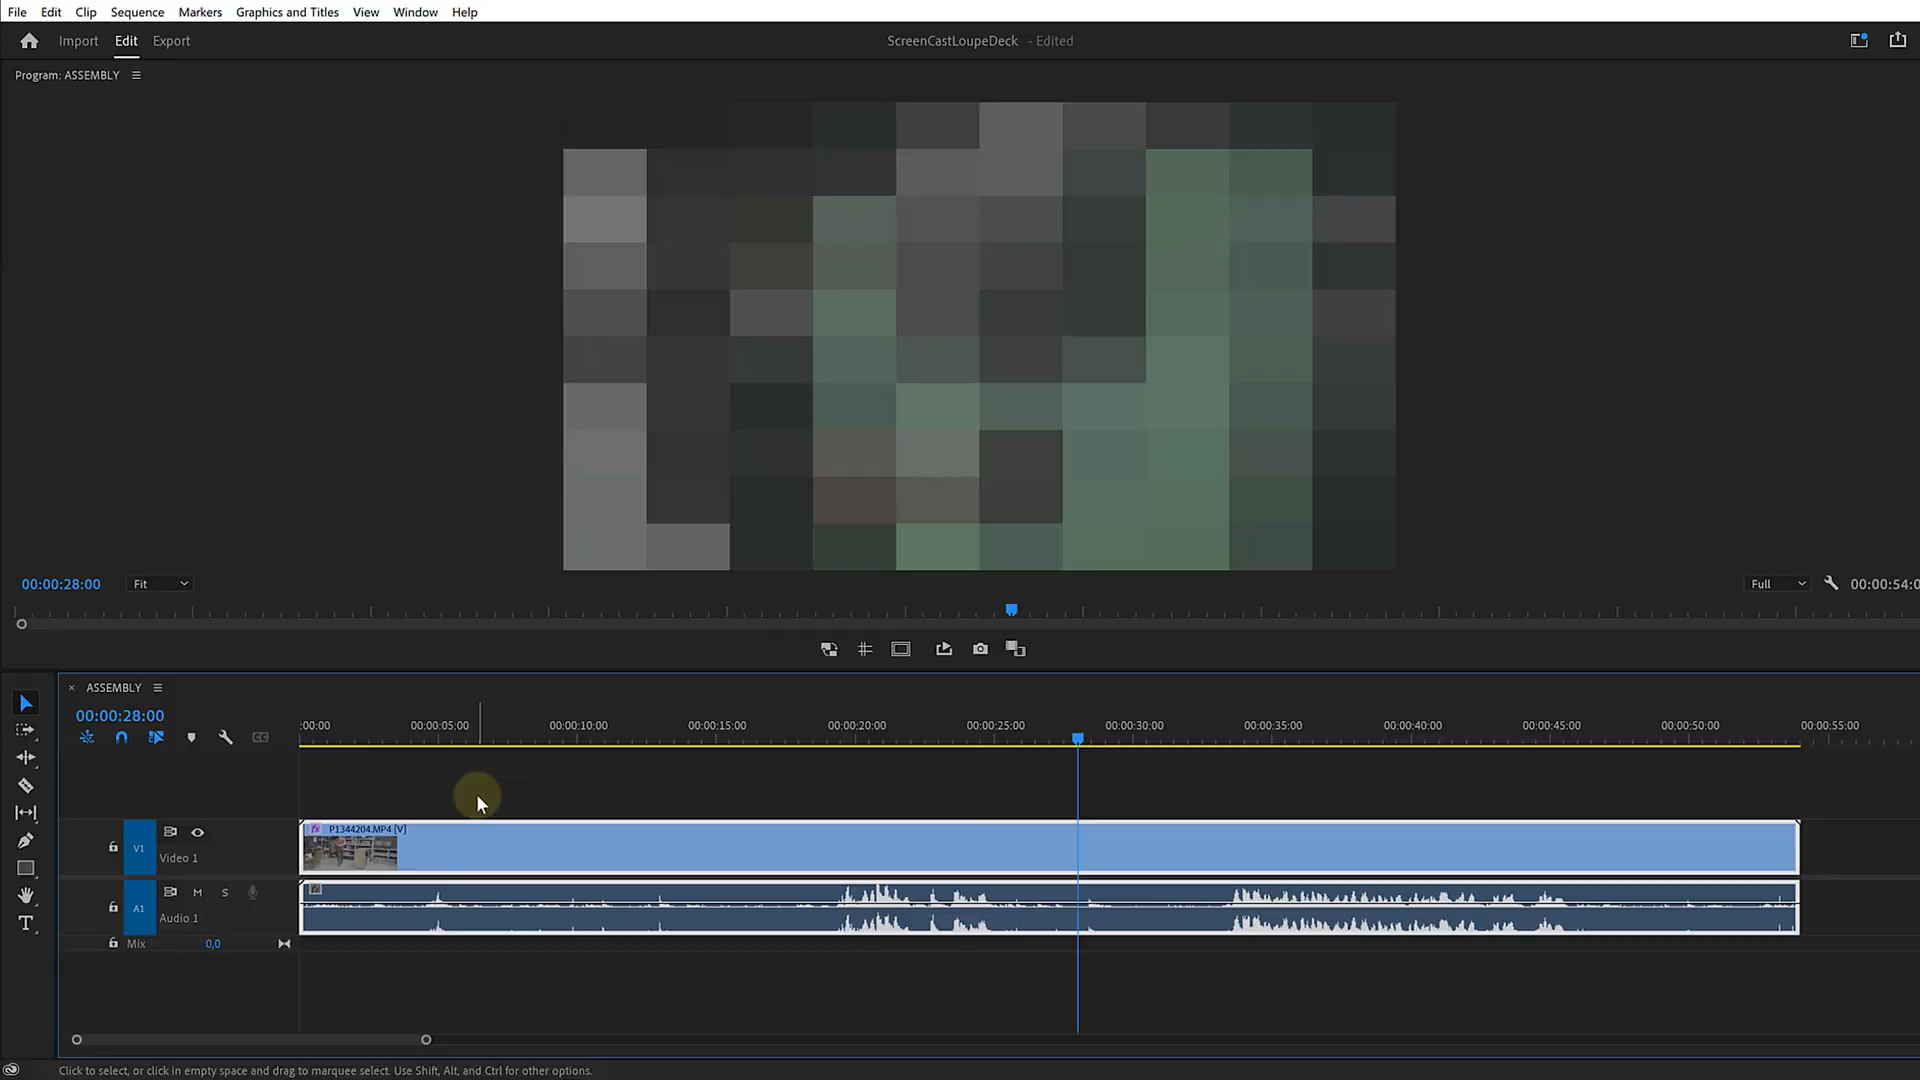 File Edit Clip Sequence Markers Graphics and Titles View Window Help
Import Edit Export ScreenCastLoupeDeck - Edited
Program: ASSEMBLY
00:00:28:00 Fit Full 00:00:54:0
× ASSEMBLY
00:00:28:00
:00:00 00:00:05:00 00:00:10:00 00:00:15:00 00:00:20:00 00:00:25:00 00:00:30:00 00:00:35:00 00:00:40:00 00:00:45:00 00:00:50:00 00:00:55:00
CC
fx P1344204.MP4 [V]
V1
Video 1
M S
A1
Audio 1
Mix 0,0
T
Click to select, or click in empty space and drag to marquee select. Use Shift, Alt, and Ctrl for other options.